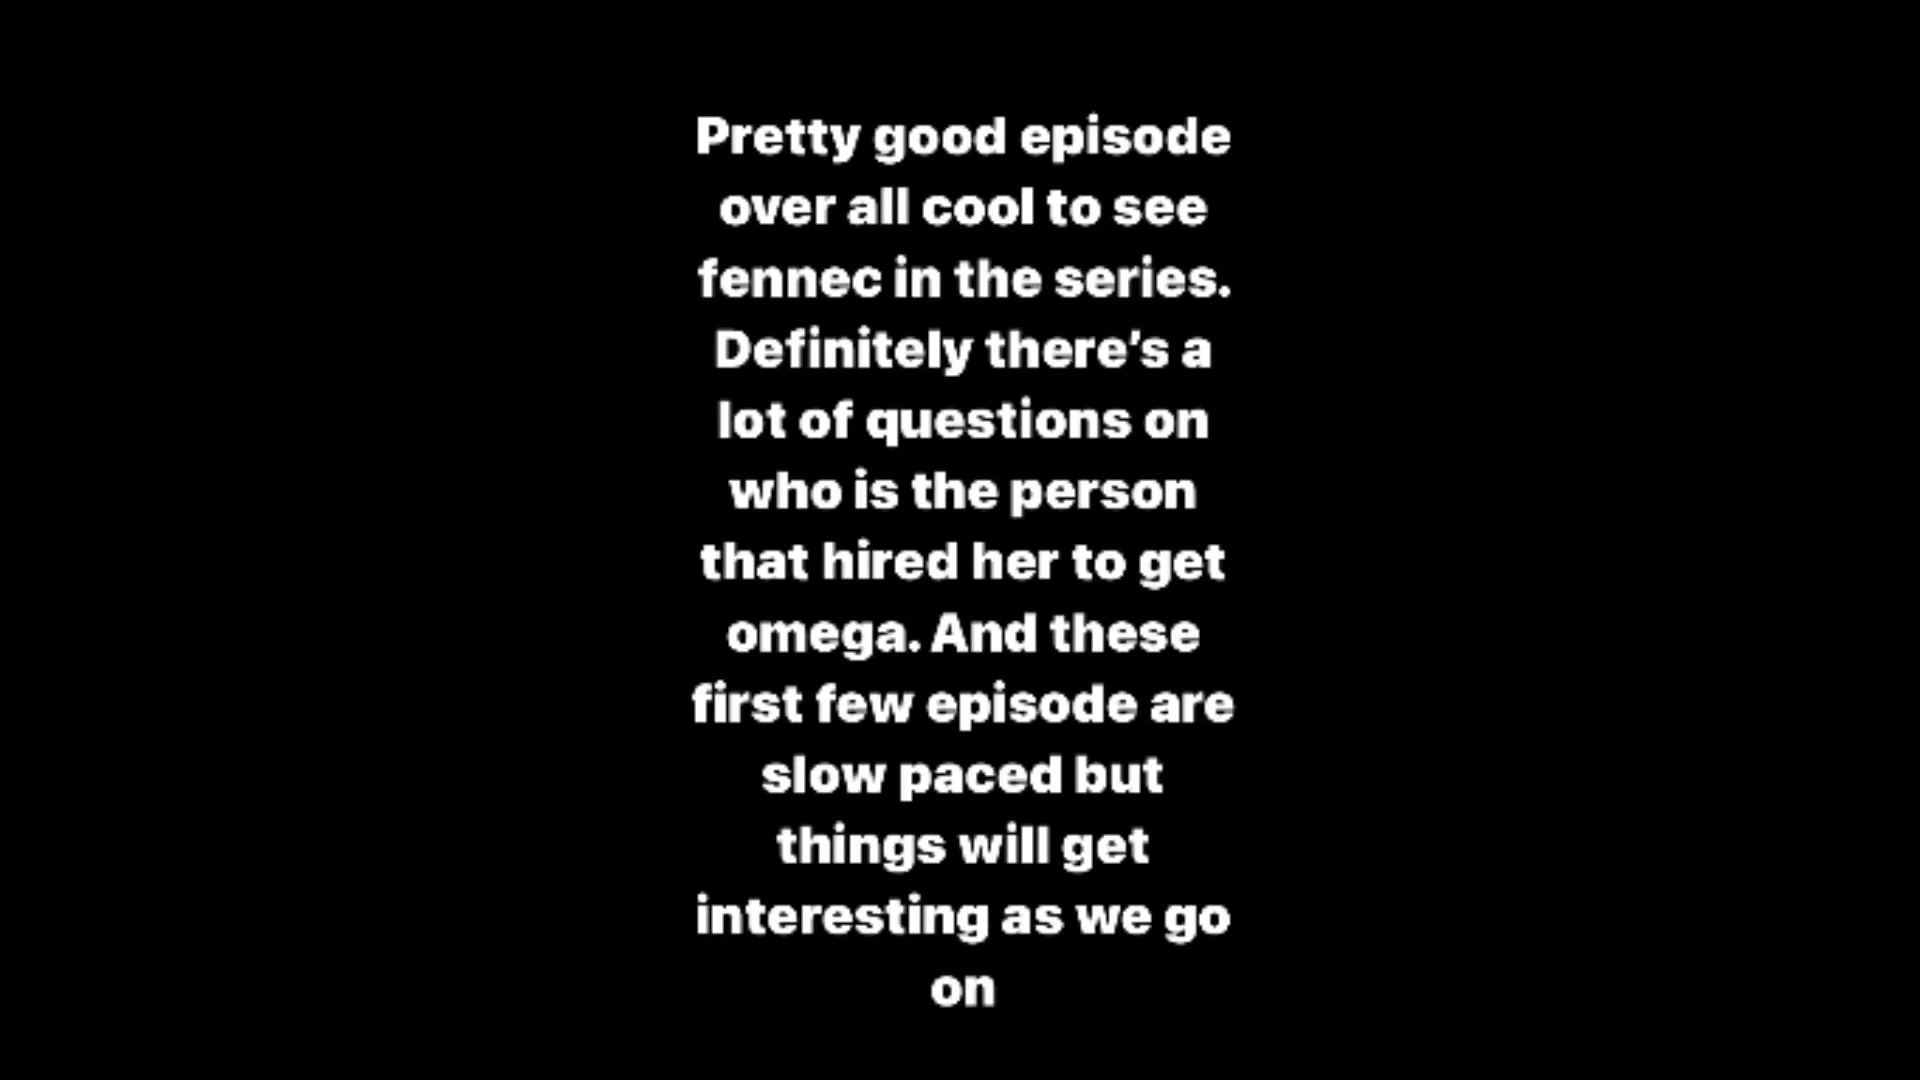 Pretty good episode
over all cool to see
fennec in the series.
Definitely there’s a
lot of questions on
who is the person
that hired her to get
omega. And these
first few episode are
slow paced but
things will get
interesting as we go
on